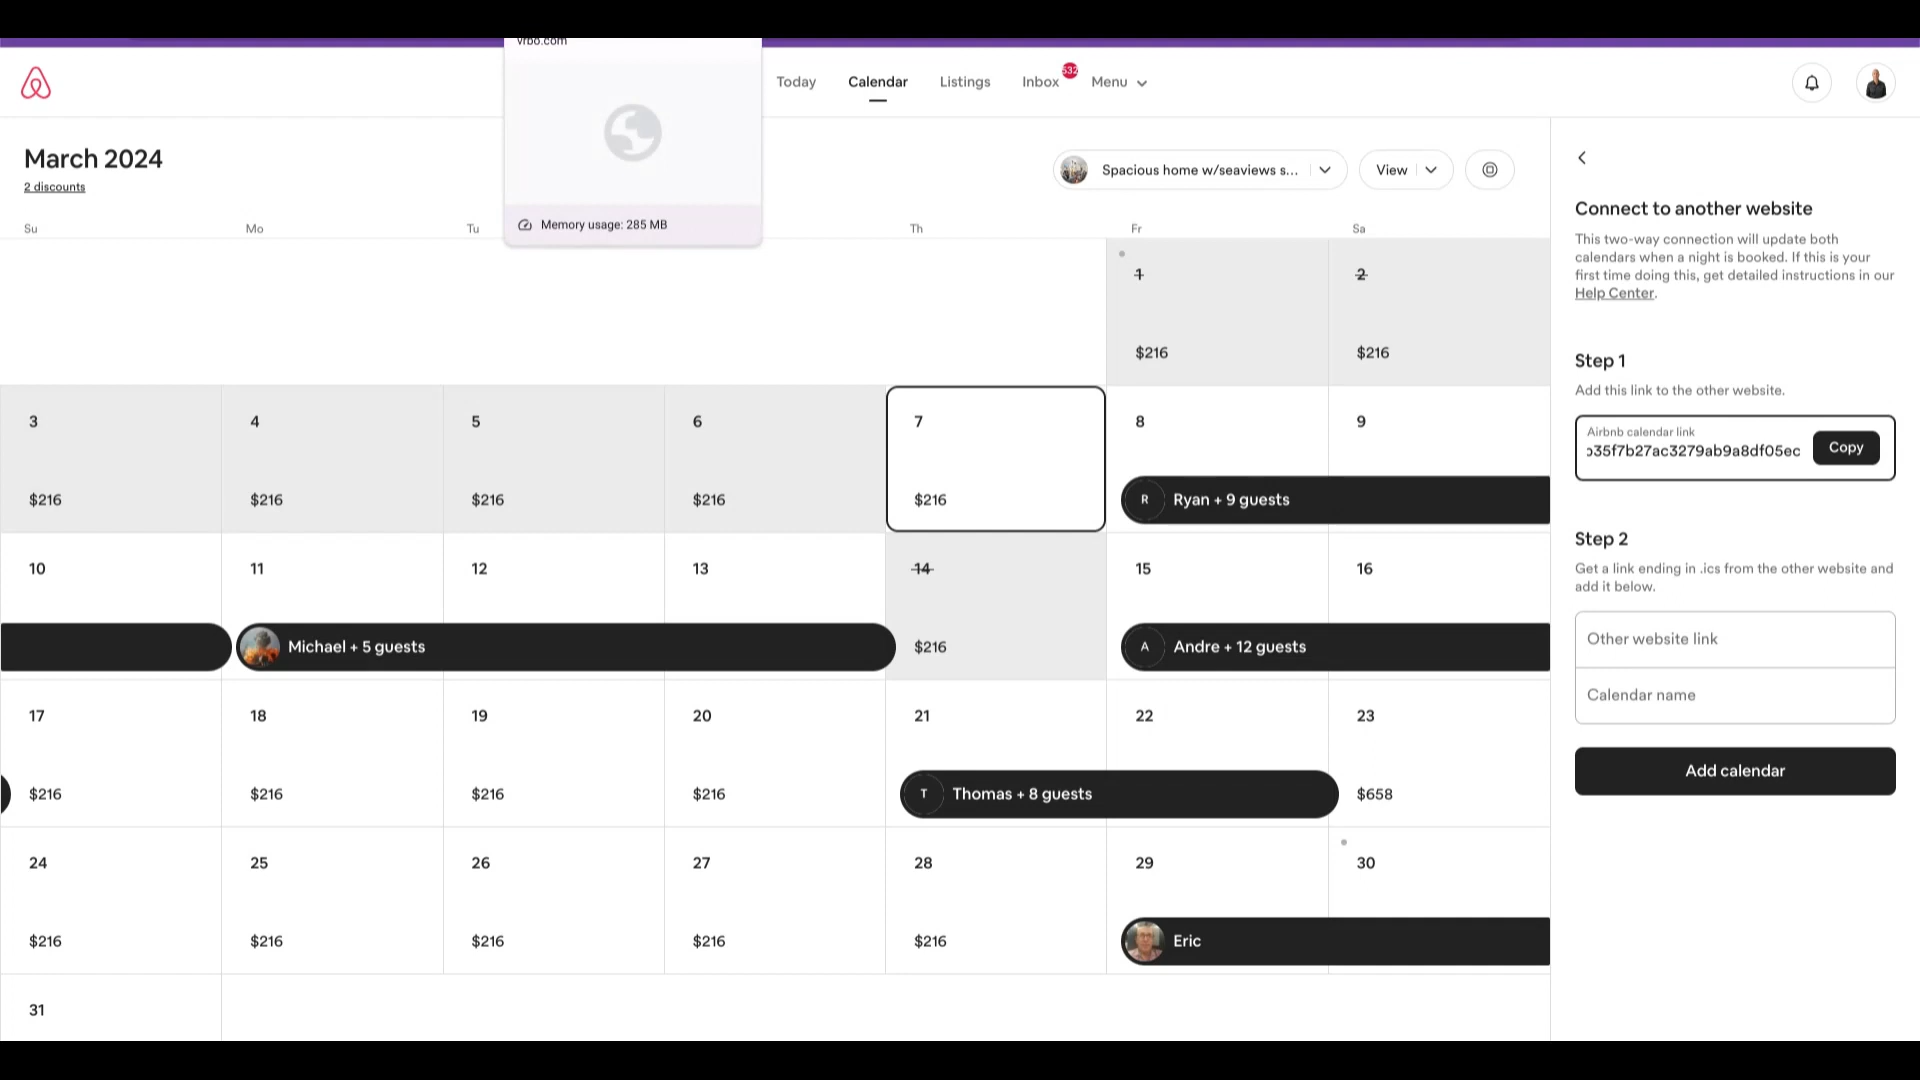 vrbo.com
Today
Calendar
Listings
Inbox
532
Menu
March 2024
2 discounts
Spacious home w/seaviews s...
View
Memory usage: 285 MB
Su
Mo
Tu
Th
Fr
Sa
1
2
$216
$216
3
4
5
6
7
8
9
$216
$216
$216
$216
$216
R
Ryan + 9 guests
10
11
12
13
14
15
16
Michael + 5 guests
$216
A
Andre + 12 guests
17
18
19
20
21
22
23
$216
$216
$216
$216
T
Thomas + 8 guests
$658
24
25
26
27
28
29
30
$216
$216
$216
$216
$216
Eric
31
Connect to another website
This two-way connection will update both
calendars when a night is booked. If this is your
first time doing this, get detailed instructions in our
Help Center.
Step 1
Add this link to the other website.
Airbnb calendar link
35f7b27ac3279ab9a8df05ec
Copy
Step 2
Get a link ending in .ics from the other website and
add it below.
Other website link
Calendar name
Add calendar